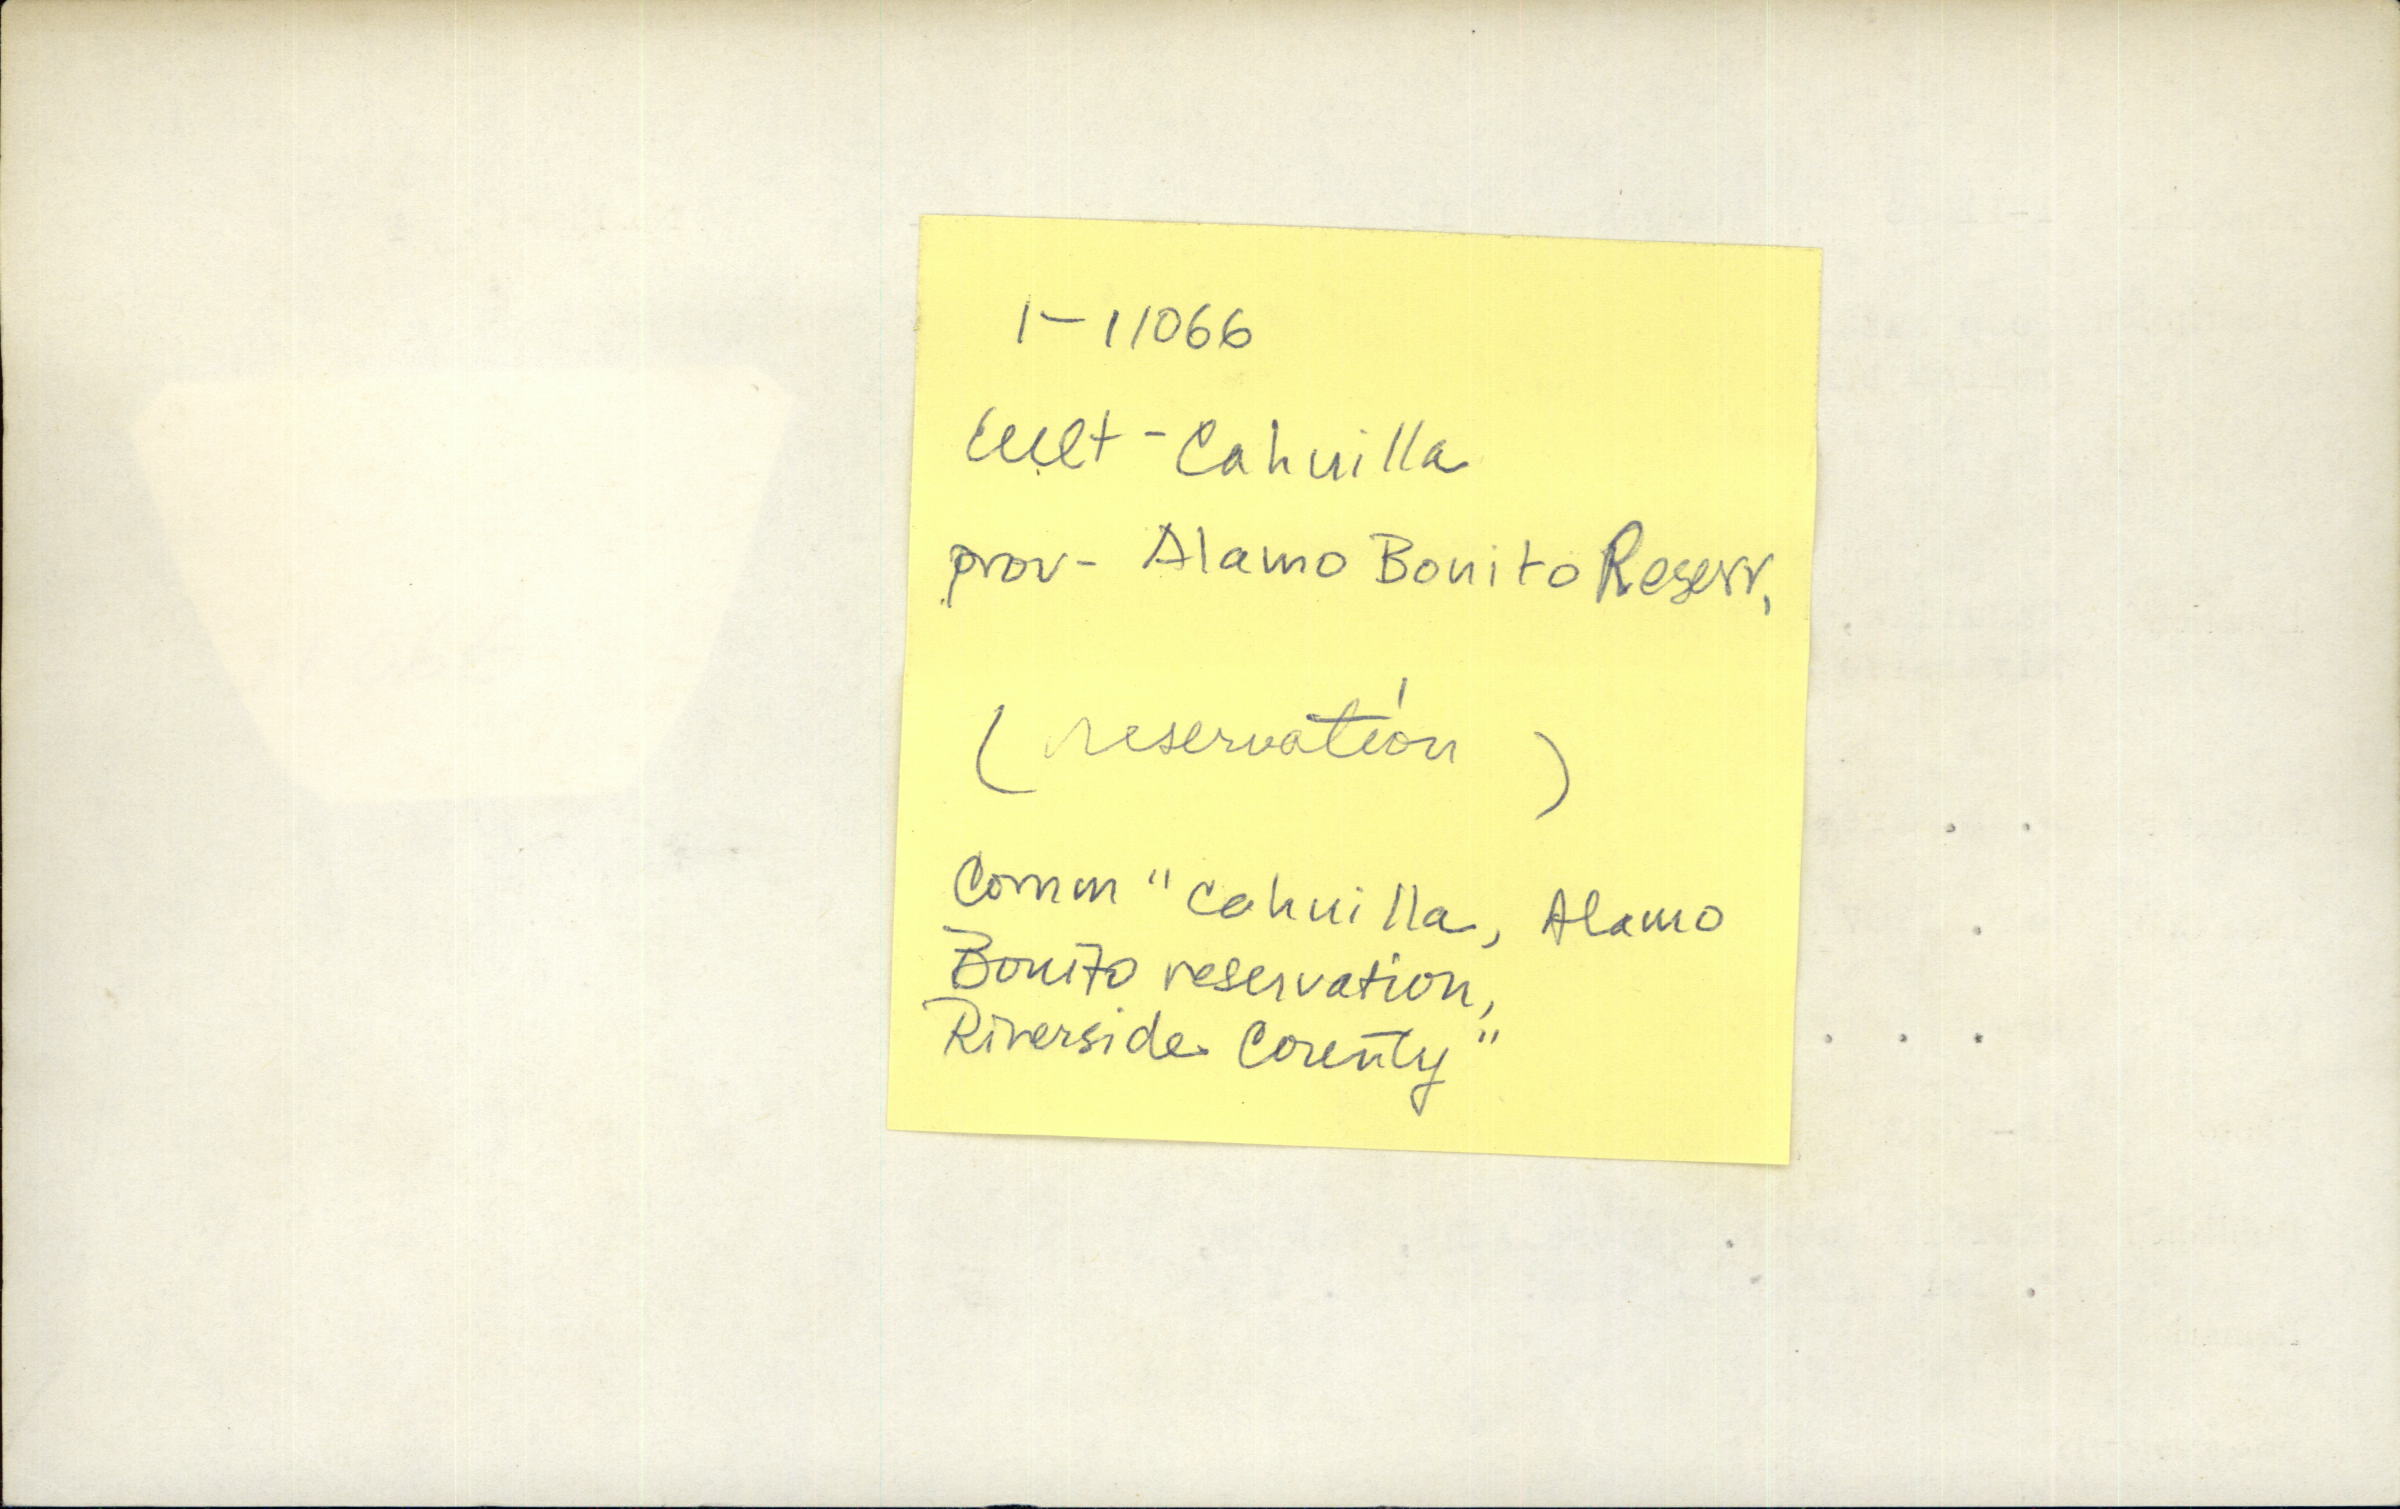 1-11066
Cult - Cahuilla
prov - Alamo Bonito Reserv,
(reservation)
Comm "Cahuilla, Alamo
Bonito reservation,
Riverside County"